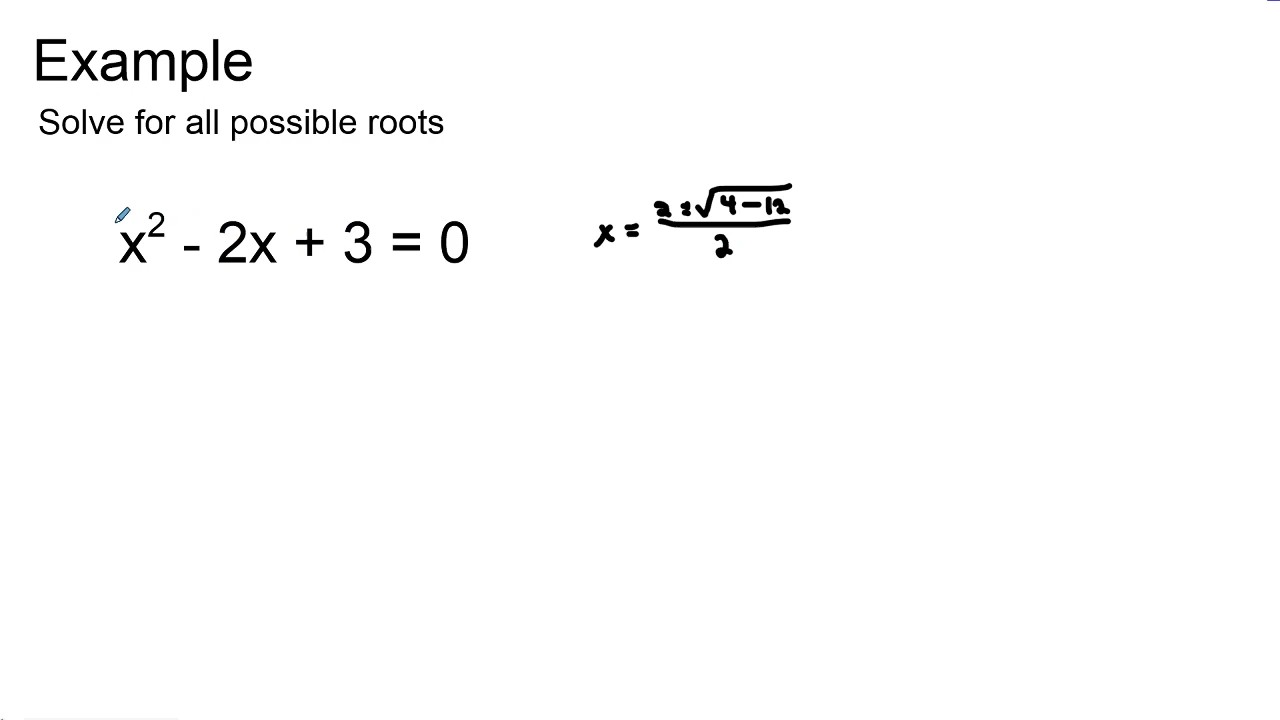 Example
Solve for all possible roots
x² - 2x + 3 = 0
x = (2 ± √(4 - 12)) / 2